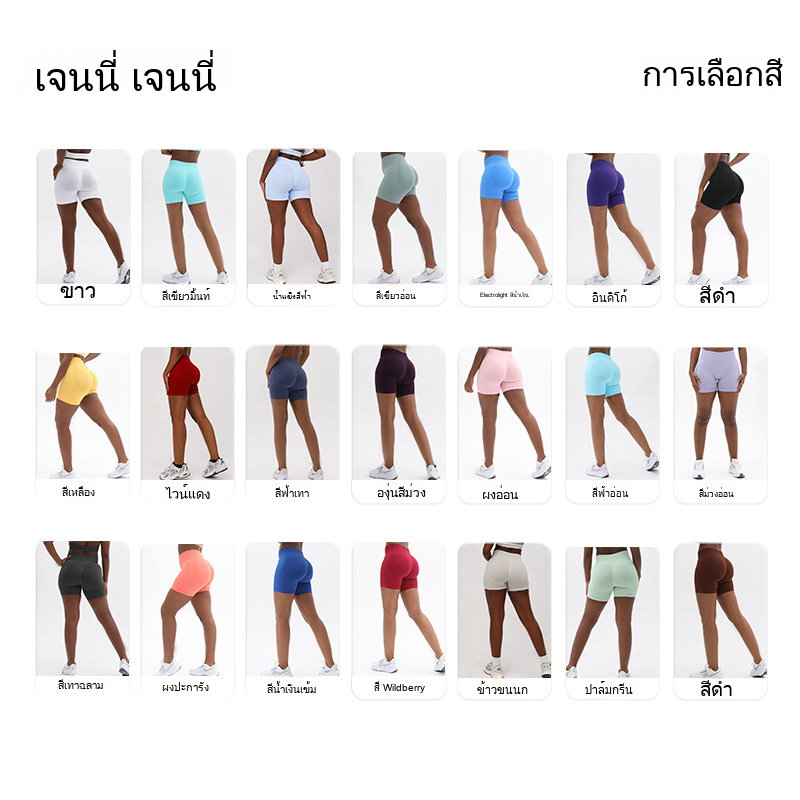 เจนนี่ เจนนี่
การเลือกสี
ขาว
สีเขียวมิ้นท์
น้ำแข็งสีฟ้า
สีเขียวอ่อน
Electrolight สีน้ำเงิน
อินดิโก้
สีดำ
สีเหลือง
ไวน์แดง
สีฟ้าเทา
องุ่นสีม่วง
ผงอ่อน
สีฟ้าอ่อน
สีม่วงอ่อน
สีเทาฉลาม
ผงปะการัง
สีน้ำเงินเข้ม
สี Wildberry
ข้าวขนนก
ปาล์มกรีน
สีดำ